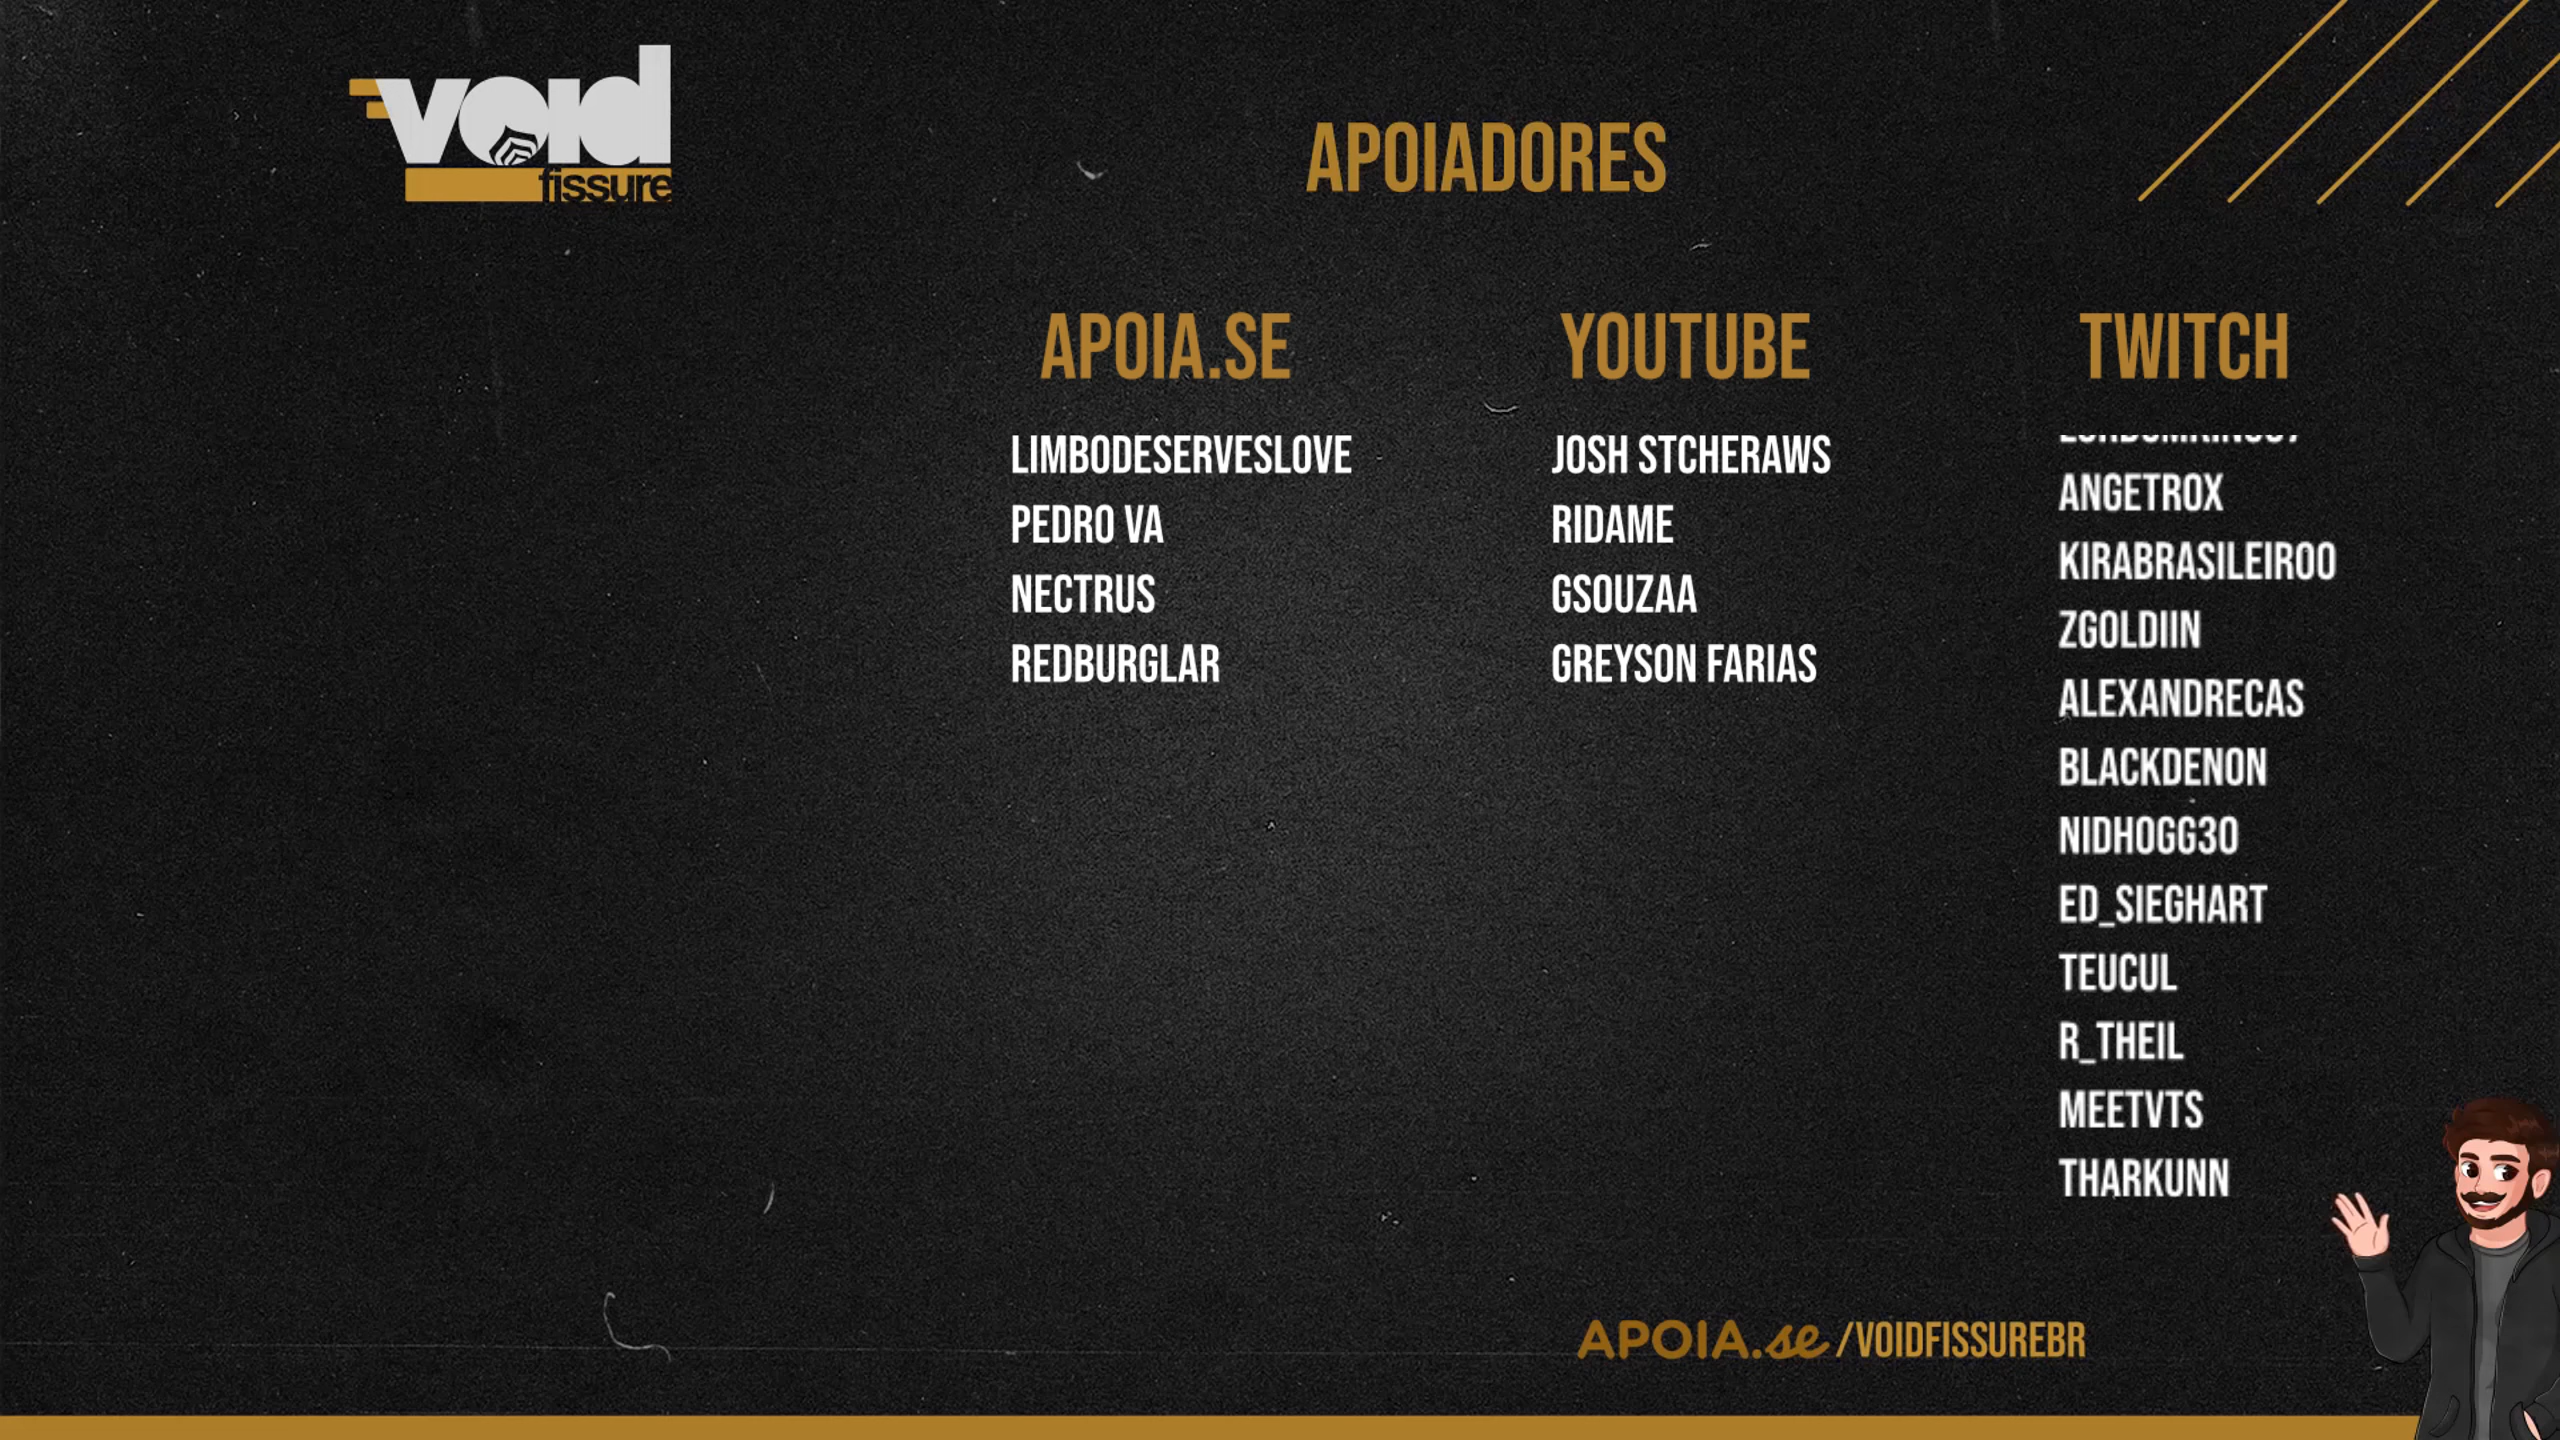 void
fissure
APOIADORES
APOIA.SE
LIMBODESERVESLOVE
PEDRO VA
NECTRUS
REDBURGLAR
YOUTUBE
JOSH STCHERAWS
RIDAME
GSOUZAA
GREYSON FARIAS
TWITCH
ANGETROX
KIRABRASILEIROO
ZGOLDIIN
ALEXANDRECAS
BLACKDENON
NIDHOGG30
ED_SIEGHART
TEUCUL
R_THEIL
MEETVTS
THARKUNN
APOIA.se/VOIDFISSUREBR